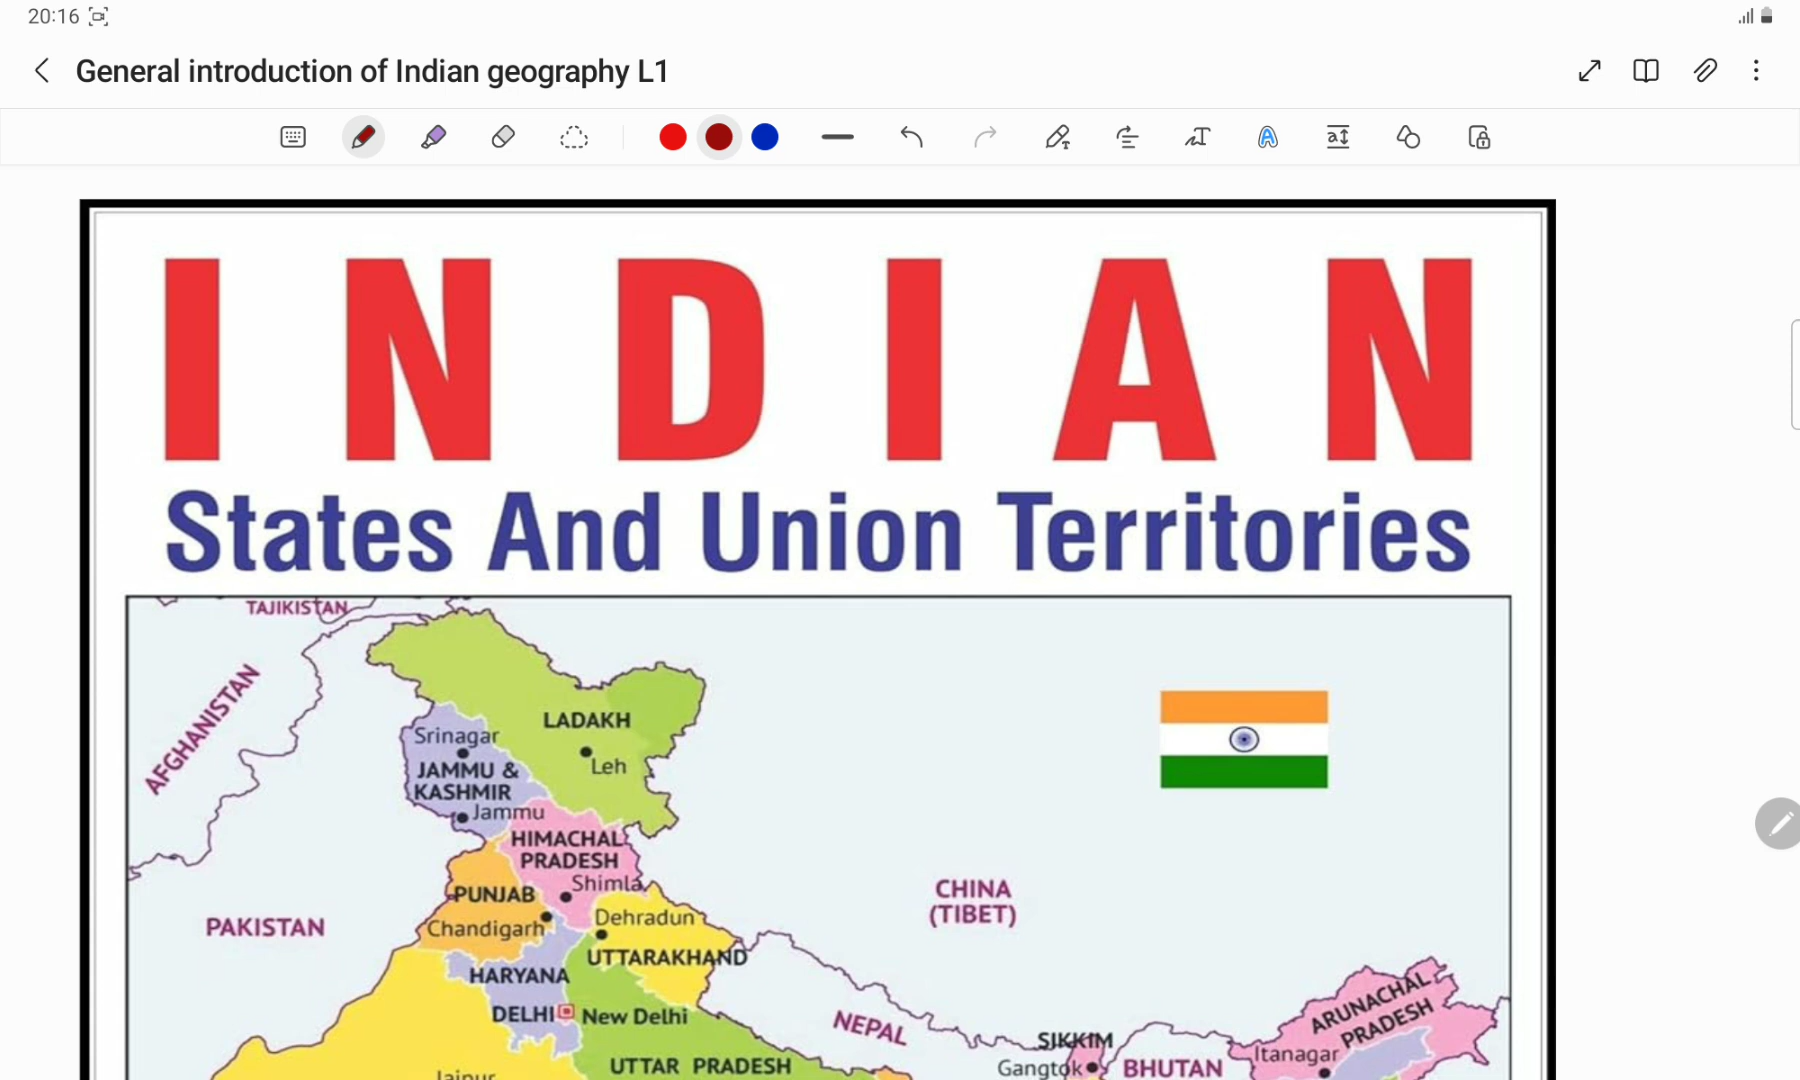 20:16
General introduction of Indian geography L1
INDIAN
States And Union Territories
TAJIKISTAN
AFGHANISTAN
LADAKH
Srinagar
Leh
JAMMU &
KASHMIR
Jammu
HIMACHAL
PRADESH
Shimla
PUNJAB
CHINA
(TIBET)
PAKISTAN
Chandigarh
Dehradun
UTTARAKHAND
HARYANA
DELHI
New Delhi
NEPAL
ARUNACHAL
PRADESH
SIKKIM
Itanagar
UTTAR PRADESH
Gangtok
BHUTAN
Jaipur